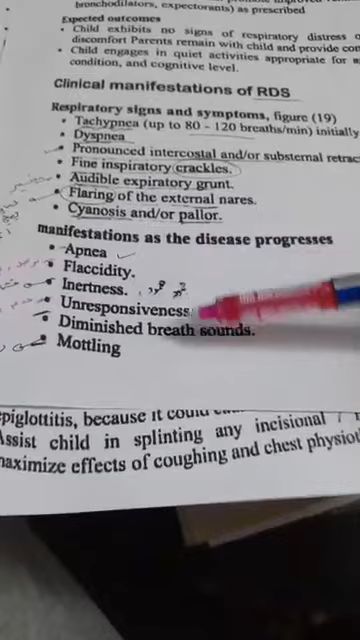 bronchodilators, expectorants) as prescribed
Expected outcomes
• Child exhibits no signs of respiratory distress o
discomfort Parents remain with child and provide con
• Child engages in quiet activities appropriate for a
condition, and cognitive level.
Clinical manifestations of RDS
Respiratory signs and symptoms, figure (19)
• Tachypnea (up to 80 - 120 breaths/min) initially
• Dyspnea
• Pronounced intercostal and/or substernal retrac
• Fine inspiratory crackles.
• Audible expiratory grunt.
• Flaring of the external nares.
• Cyanosis and/or pallor.
manifestations as the disease progresses
• Apnea
• Flaccidity.
• Inertness.
• Unresponsiveness
• Diminished breath sounds.
• Mottling
epiglottitis, because it could
Assist child in splinting any incisional
maximize effects of coughing and chest physiot